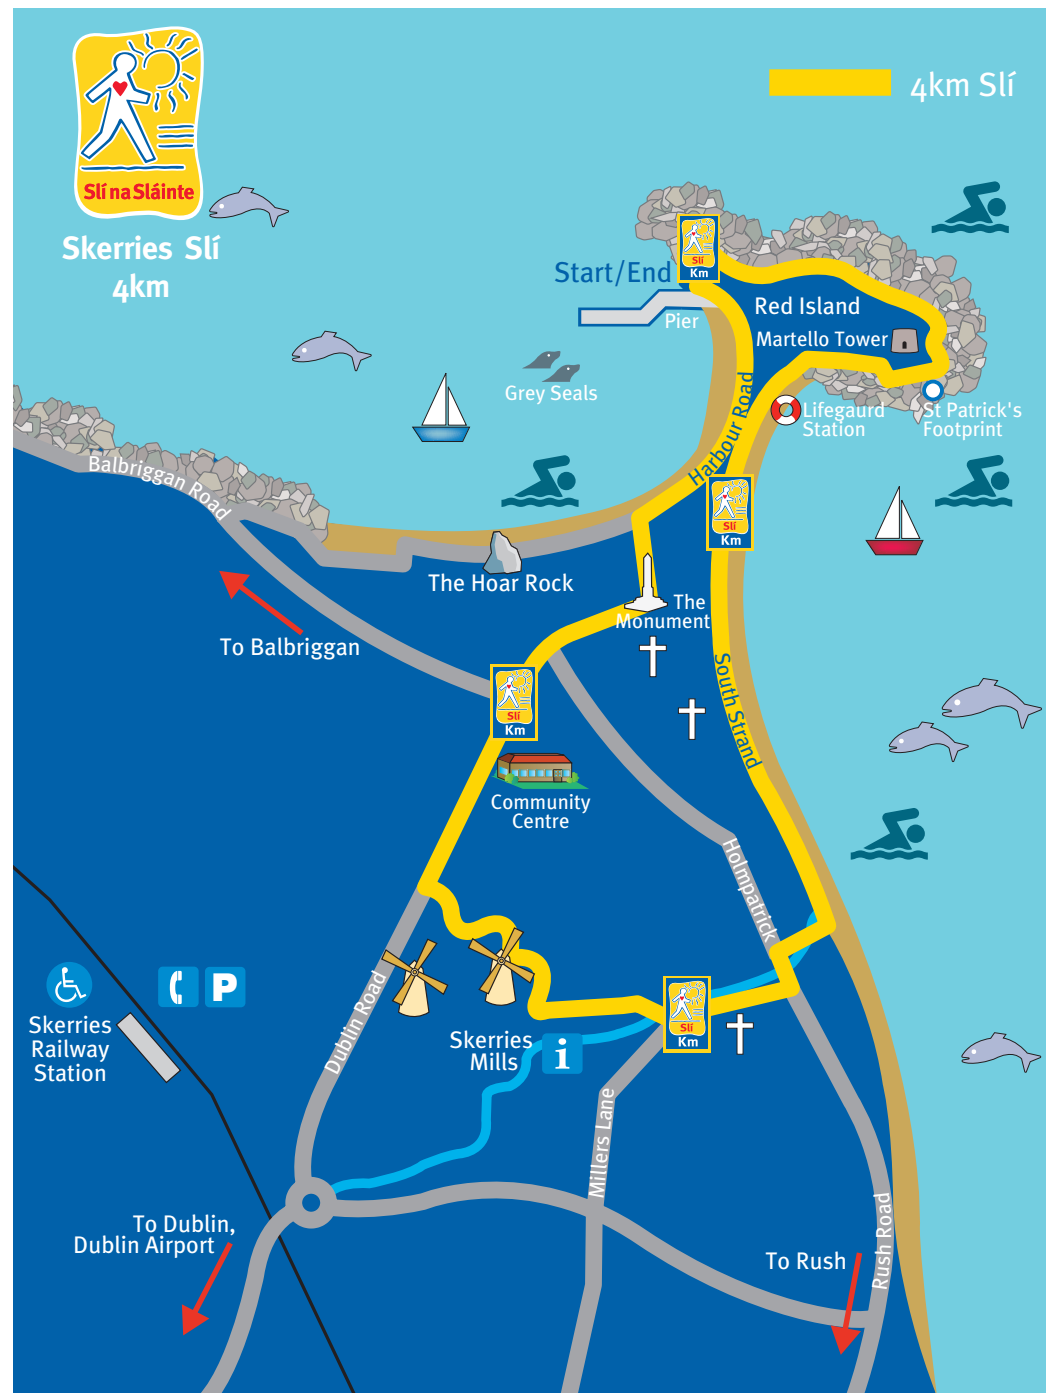 Slí na Sláinte
Skerries Slí
4km
4km Slí
Slí
Km
Start/End
Pier
Red Island
Martello Tower
Grey Seals
Harbour Road
Lifegaurd
Station
St Patrick's
Footprint
Balbriggan Road
Slí
Km
The Hoar Rock
The
Monument
To Balbriggan
South Strand
Slí
Km
Community
Centre
Holmpatrick
Dublin Road
P
Skerries
Railway
Station
Skerries
Mills
i
Slí
Km
Millers Lane
To Dublin,
Dublin Airport
To Rush
Rush Road